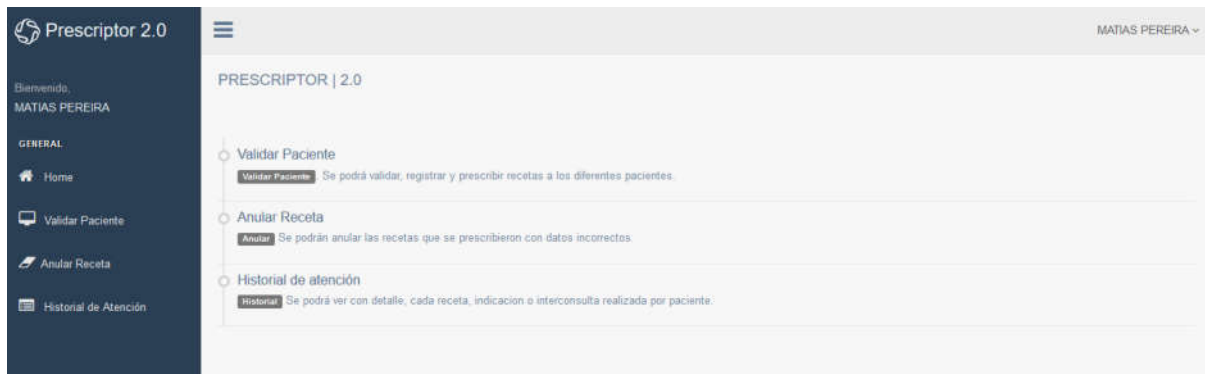 Prescriptor 2.0
MATIAS PEREIRA
Bienvenido,
MATIAS PEREIRA
GENERAL
Home
Validar Paciente
Anular Receta
Historial de Atención
PRESCRIPTOR | 2.0
Validar Paciente
Validar Paciente Se podrá validar, registrar y prescribir recetas a los diferentes pacientes.
Anular Receta
Anular Se podrán anular las recetas que se prescribieron con datos incorrectos.
Historial de atención
Historial Se podrá ver con detalle, cada receta, indicacion o interconsulta realizada por paciente.